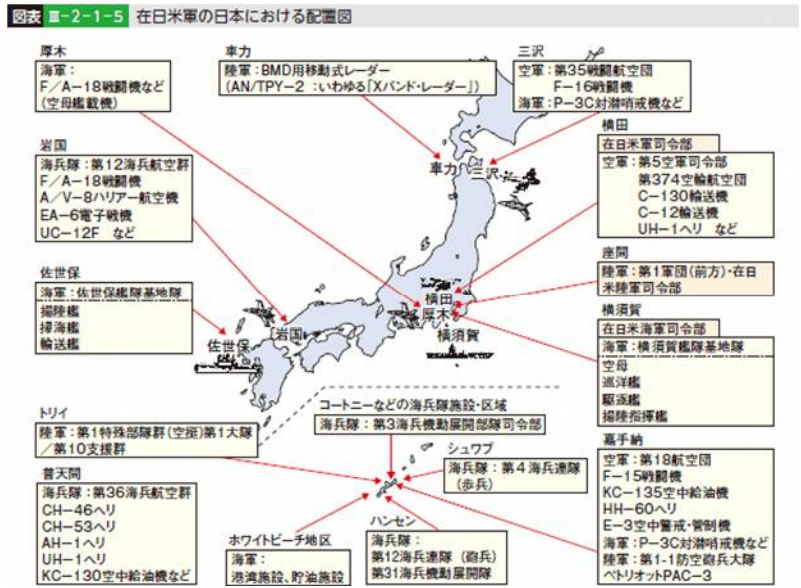 図表 Ⅲ-2-1-5 在日米軍の日本における配置図
厚木
海軍：
F／A-18戦闘機など
(空母艦載機)
車力
陸軍：BMD用移動式レーダー
(AN/TPY-2：いわゆる「Xバンド・レーダー」)
三沢
空軍：第35戦闘航空団
F-16戦闘機
海軍：P-3C対潜哨戒機など
岩国
海兵隊：第12海兵航空群
F／A-18戦闘機
A／V-8ハリアー航空機
EA-6電子戦機
UC-12F など
横田
在日米軍司令部
空軍：第5空軍司令部
第374空輸航空団
C-130輸送機
C-12輸送機
UH-1ヘリ など
車力
三沢
佐世保
海軍：佐世保艦隊基地隊
揚陸艦
掃海艦
輸送艦
座間
陸軍：第1軍団(前方)・在日
米陸軍司令部
横田
厚木
横須賀
岩国
佐世保
横須賀
在日米海軍司令部
海軍：横須賀艦隊基地隊
空母
巡洋艦
駆逐艦
揚陸指揮艦
トリイ
陸軍：第1特殊部隊群(空挺)第1大隊
／第10支援群
コートニーなどの海兵隊施設・区域
海兵隊：第3海兵機動展開部隊司令部
シュワブ
海兵隊：第4海兵連隊
(歩兵)
嘉手納
空軍：第18航空団
F-15戦闘機
KC-135空中給油機
HH-60ヘリ
E-3空中警戒・管制機
海軍：P-3C対潜哨戒機など
陸軍：第1-1防空砲兵大隊
ペトリオットPAC-3
普天間
海兵隊：第36海兵航空群
CH-46ヘリ
CH-53ヘリ
AH-1ヘリ
UH-1ヘリ
KC-130空中給油機など
ホワイトビーチ地区
海軍：
港湾施設、貯油施設
ハンセン
海兵隊：
第12海兵連隊 (砲兵)
第31海兵機動展開隊